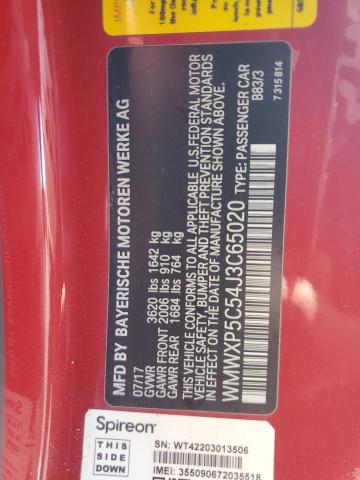 MFD BY BAYERISCHE MOTOREN WERKE AG
07/17
GVWR 3620 lbs 1642 kg
GAWR FRONT 2006 lbs 910 kg
GAWR REAR 1684 lbs 764 kg
THIS VEHICLE CONFORMS TO ALL APPLICABLE U.S. FEDERAL MOTOR
VEHICLE SAFETY, BUMPER AND THEFT PREVENTION STANDARDS
IN EFFECT ON THE DATE OF MANUFACTURE SHOWN ABOVE.
WMWXP5C54J3C65020 TYPE: PASSENGER CAR
B83/3
7 315 814
Spireon
THIS
SIDE
DOWN
SN: WT42203013506
IMEI: 355090672035518